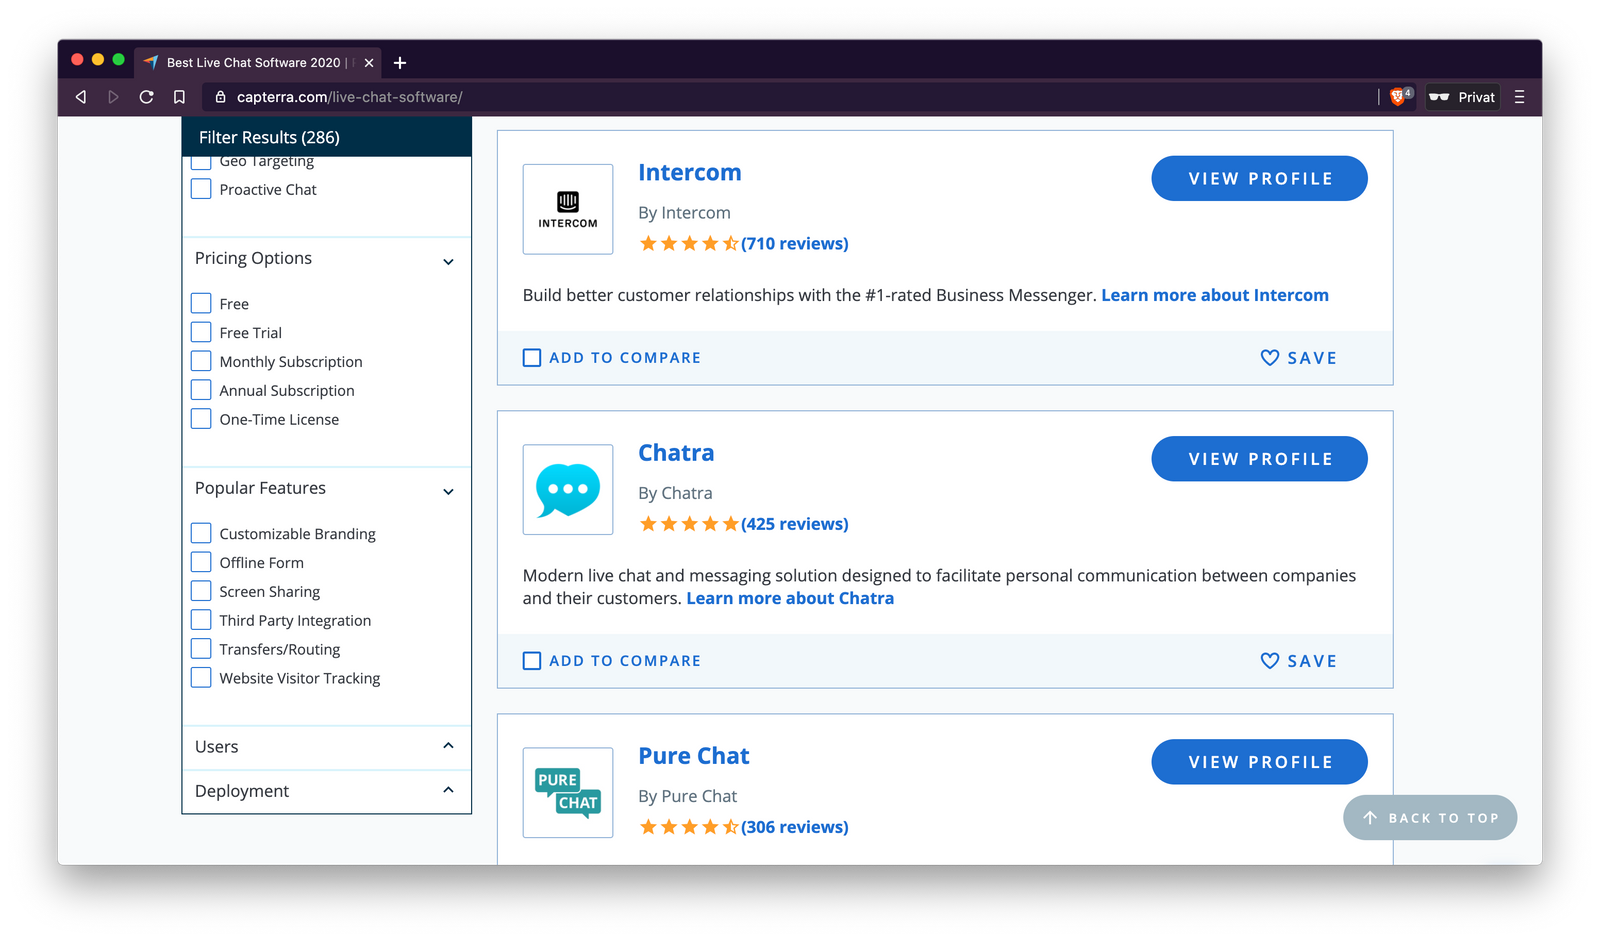 Best Live Chat Software 2020 |
capterra.com/live-chat-software/
4
Privat
Filter Results (286)
Geo Targeting
Proactive Chat
Pricing Options
Free
Free Trial
Monthly Subscription
Annual Subscription
One-Time License
Popular Features
Customizable Branding
Offline Form
Screen Sharing
Third Party Integration
Transfers/Routing
Website Visitor Tracking
Users
Deployment
INTERCOM
Intercom
By Intercom
(710 reviews)
VIEW PROFILE
Build better customer relationships with the #1-rated Business Messenger. Learn more about Intercom
ADD TO COMPARE
SAVE
Chatra
By Chatra
(425 reviews)
VIEW PROFILE
Modern live chat and messaging solution designed to facilitate personal communication between companies
and their customers. Learn more about Chatra
ADD TO COMPARE
SAVE
PURE
CHAT
Pure Chat
By Pure Chat
(306 reviews)
VIEW PROFILE
BACK TO TOP